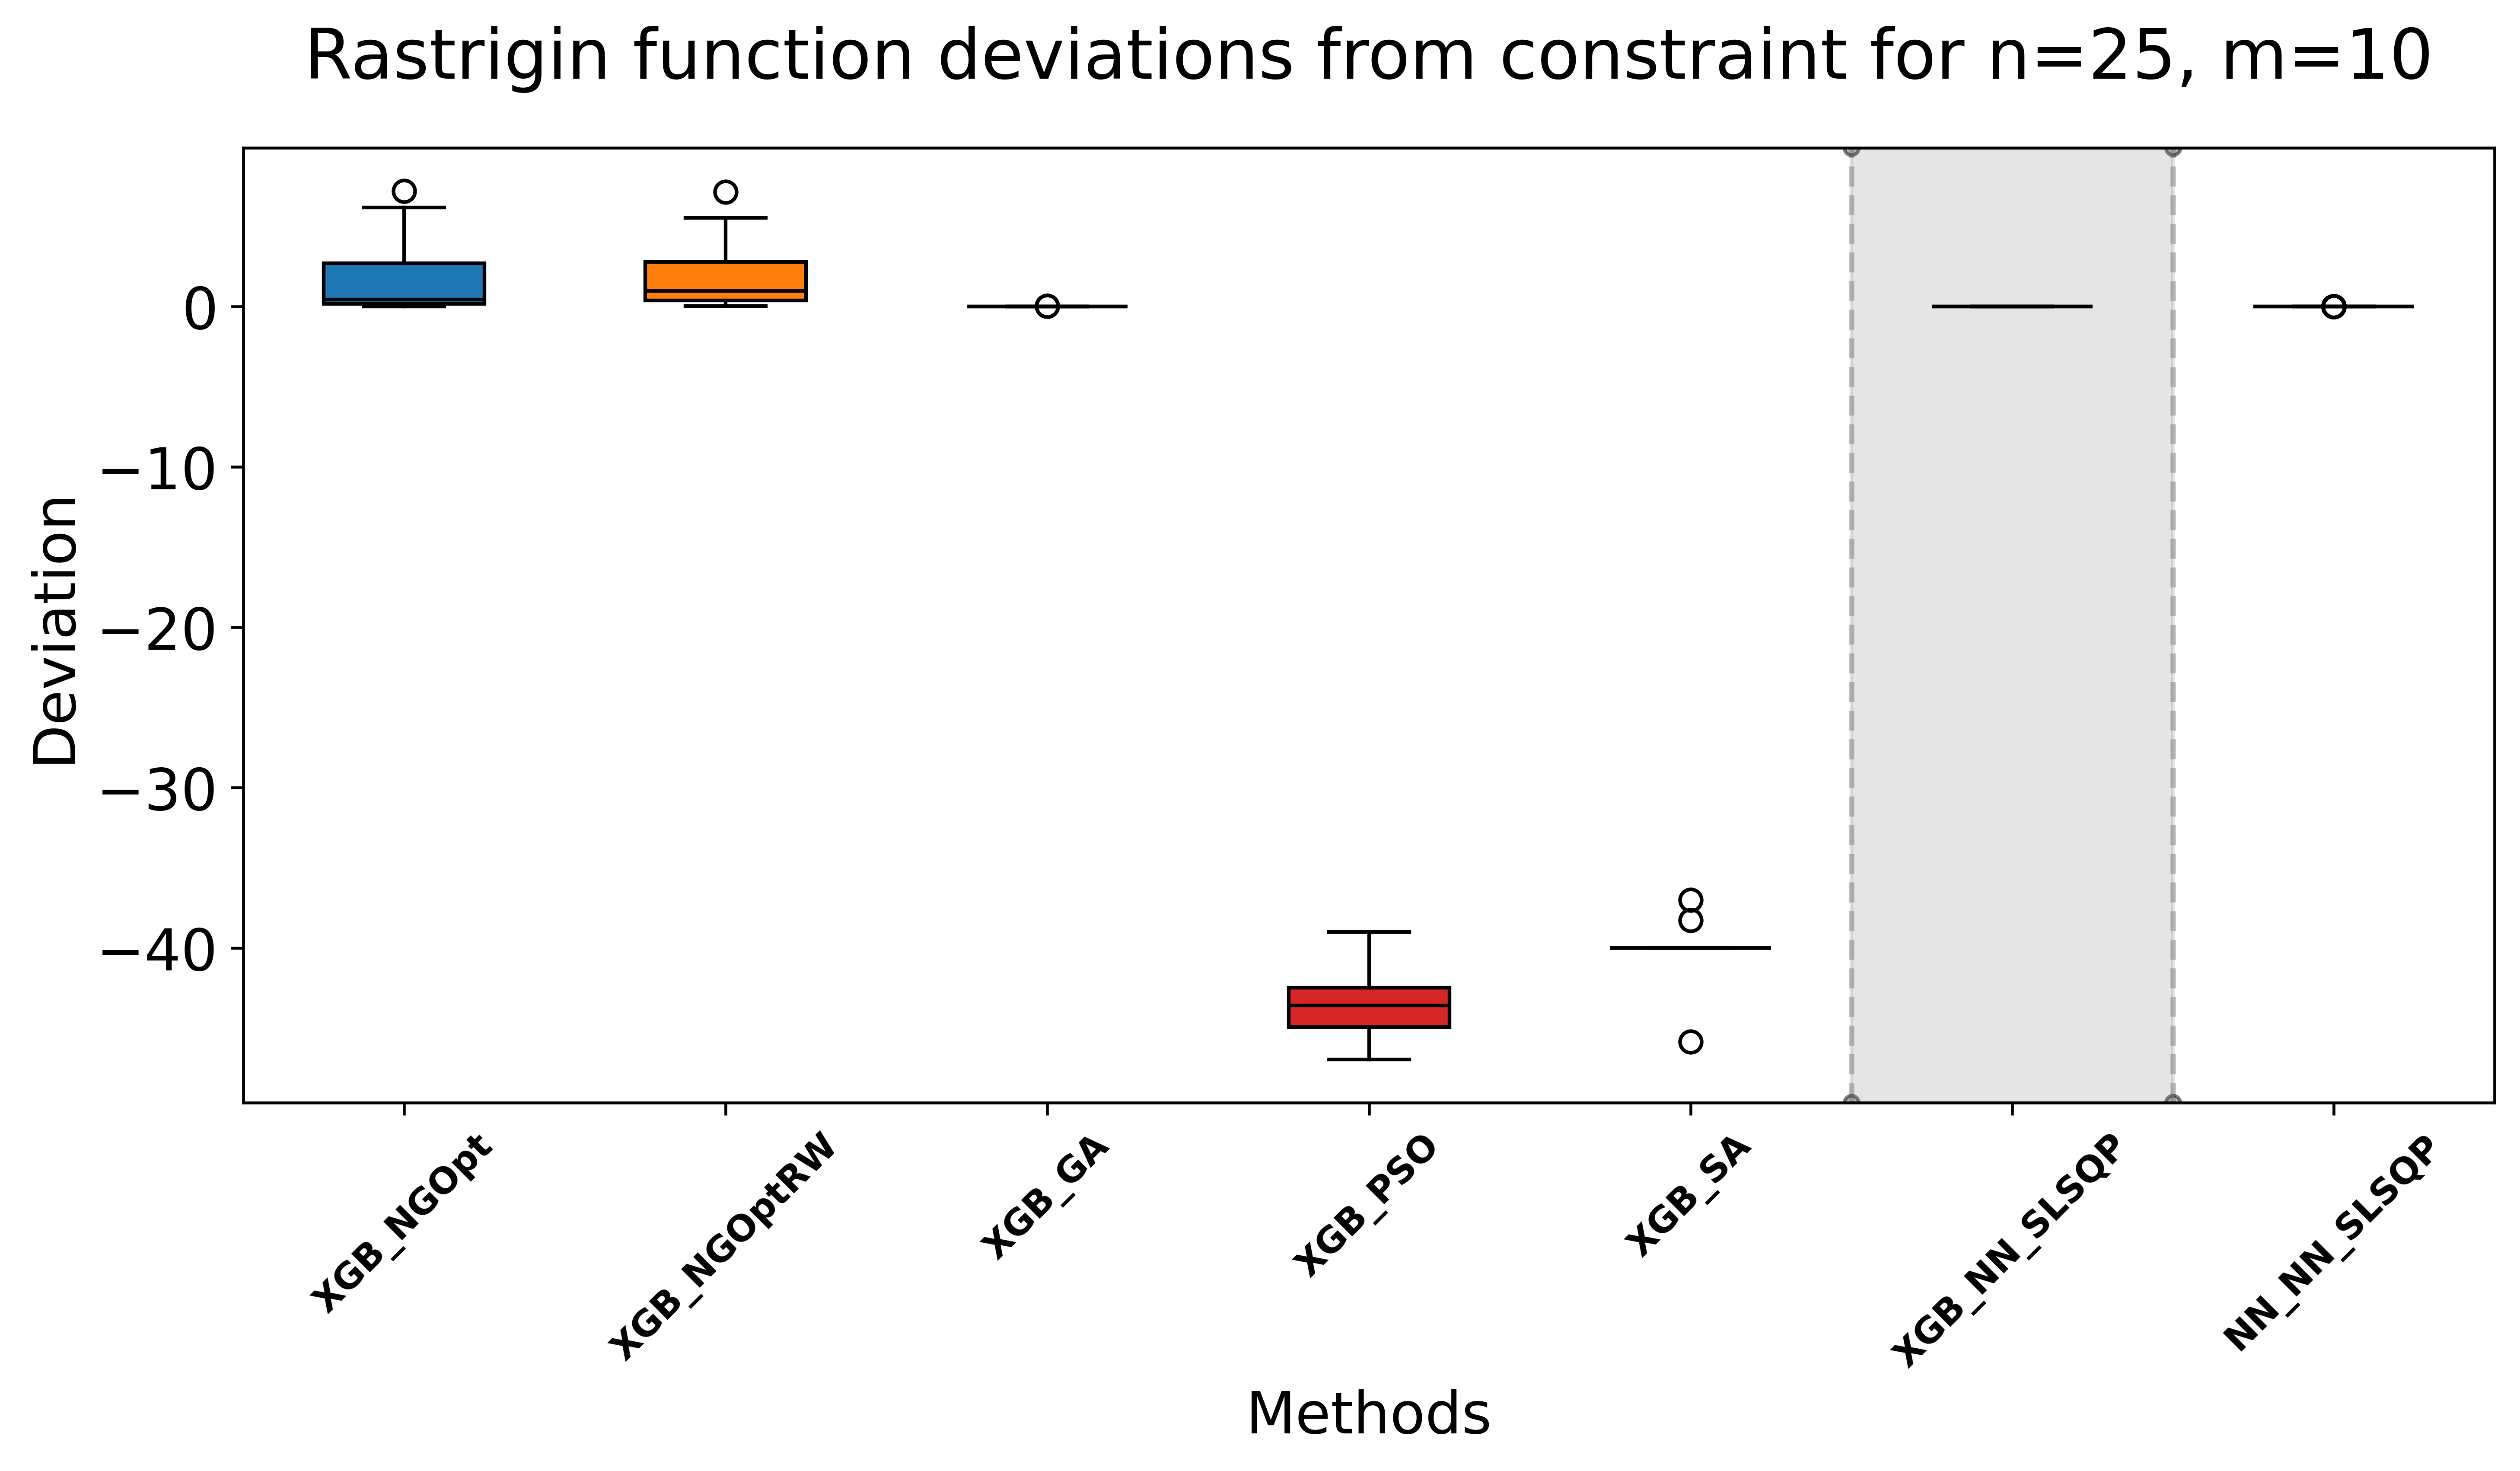 Rastrigin function deviations from constraint for n=25, m=10
Deviation
0
−10
−20
−30
−40
XGB_NGOpt
XGB_NGOptRW
XGB_GA
XGB_PSO
XGB_SA
XGB_NN_SLSQP
NN_NN_SLSQP
Methods